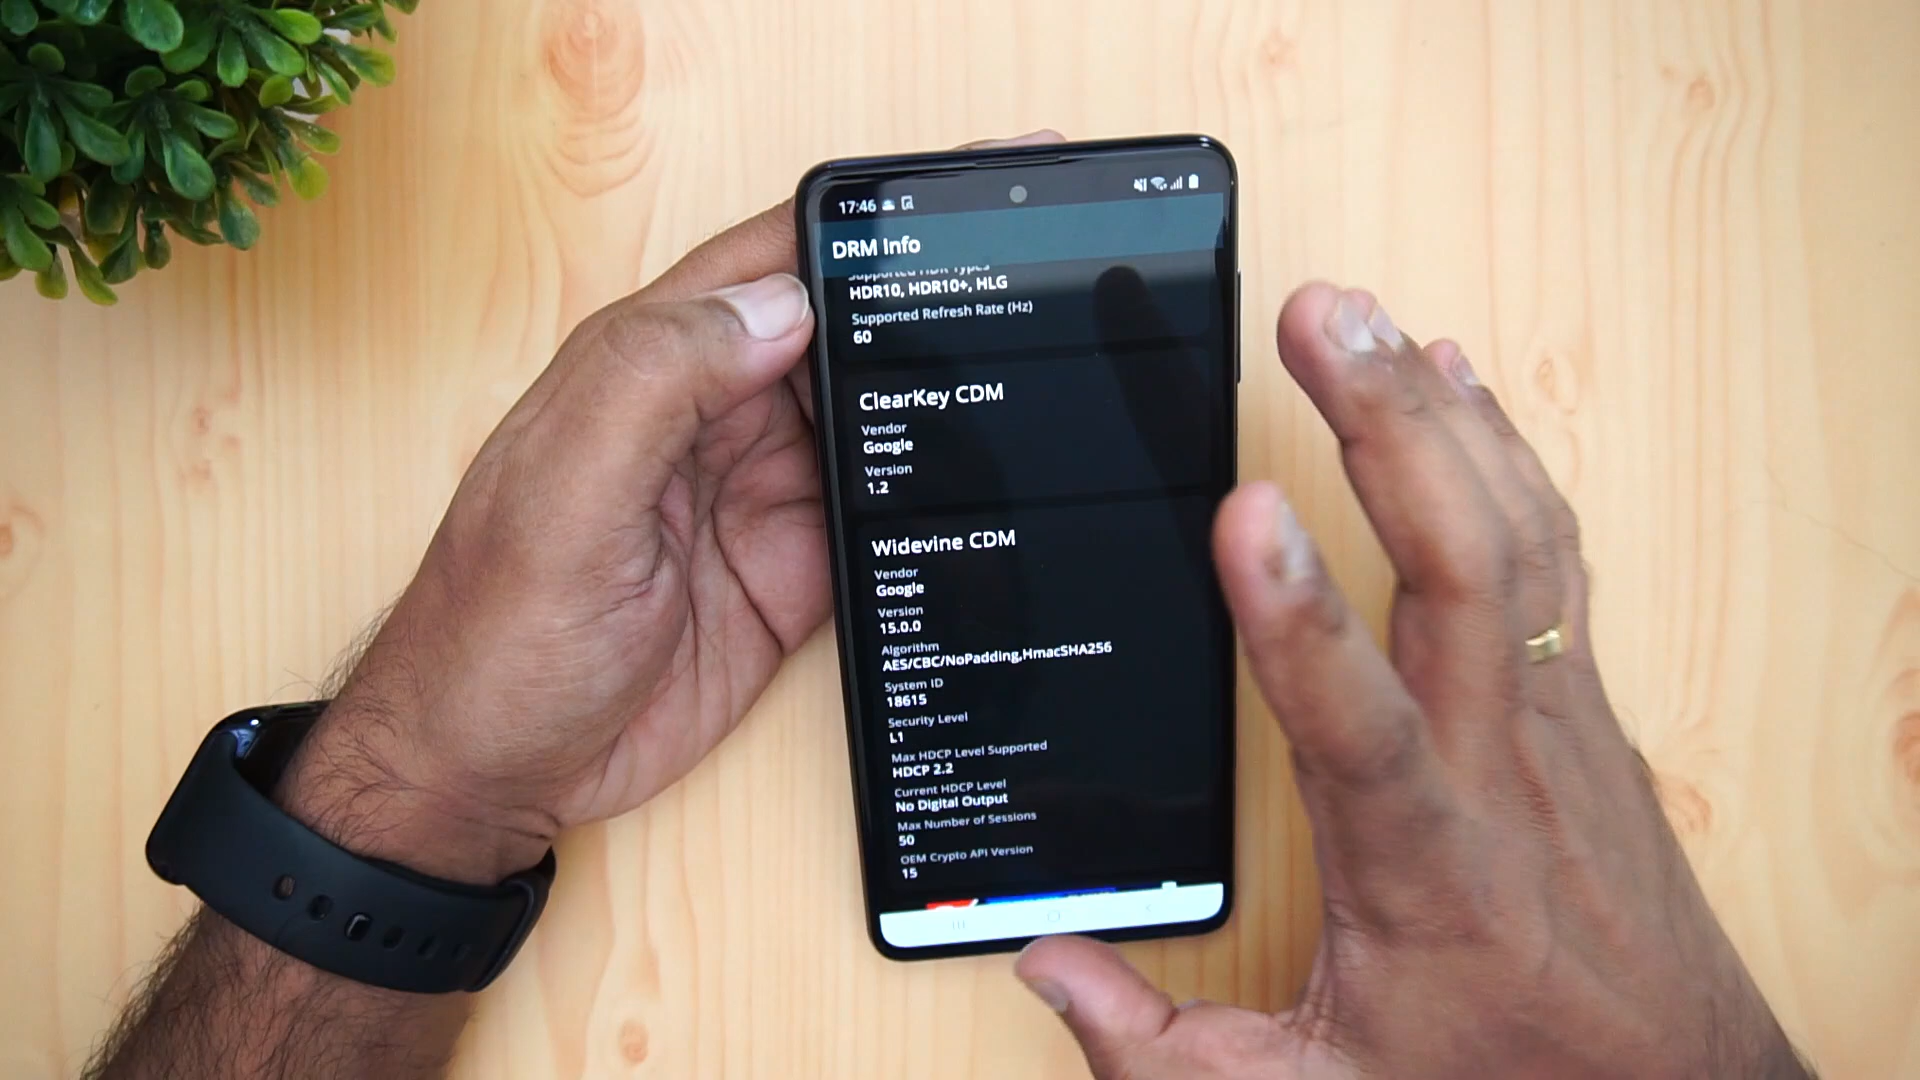 17:46
DRM Info
Supported HDR Types
HDR10, HDR10+, HLG
Supported Refresh Rate (Hz)
60
ClearKey CDM
Vendor
Google
Version
1.2
Widevine CDM
Vendor
Google
Version
15.0.0
Algorithm
AES/CBC/NoPadding,HmacSHA256
System ID
18615
Security Level
L1
Max HDCP Level Supported
HDCP 2.2
Current HDCP Level
No Digital Output
Max Number of Sessions
50
OEM Crypto API Version
15